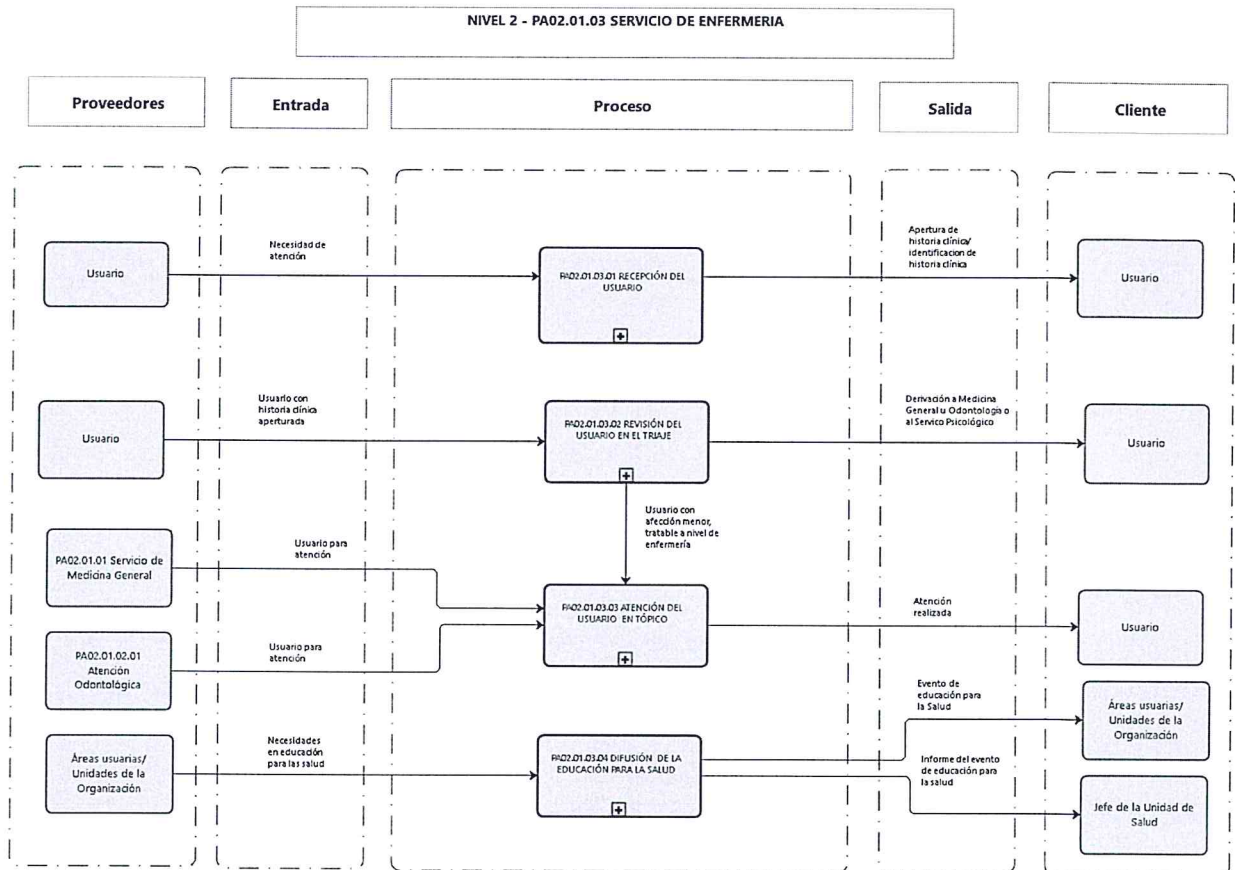 NIVEL 2 - PA02.01.03 SERVICIO DE ENFERMERIA
Proveedores
Entrada
Proceso
Salida
Cliente
Usuario
Necesidad de
atención
PA02.01.03.01 RECEPCIÓN DEL
USUARIO
Apertura de
historia clínica/
identificacion de
historia clínica
Usuario
Usuario
Usuario con
historia clínica
aperturada
PA02.01.03.02 REVISIÓN DEL
USUARIO EN EL TRIAJE
Derivación a Medicina
General u Odontología o
al Servico Psicológico
Usuario
Usuario con
afección menor,
tratable a nivel de
enfermería
PA02.01.01 Servicio de
Medicina General
Usuario para
atención
PA02.01.03.03 ATENCIÓN DEL
USUARIO EN TÓPICO
Atención
realizada
Usuario
PA02.01.02.01
Atención
Odontológica
Usuario para
atención
Áreas usuarias/
Unidades de la
Organización
Necesidades
en educación
para las salud
PA02.01.03.04 DIFUSIÓN DE LA
EDUCACIÓN PARA LA SALUD
Evento de
educación para
la Salud
Áreas usuarias/
Unidades de la
Organización
Informe del evento
de educación para
la salud
Jefe de la Unidad de
Salud